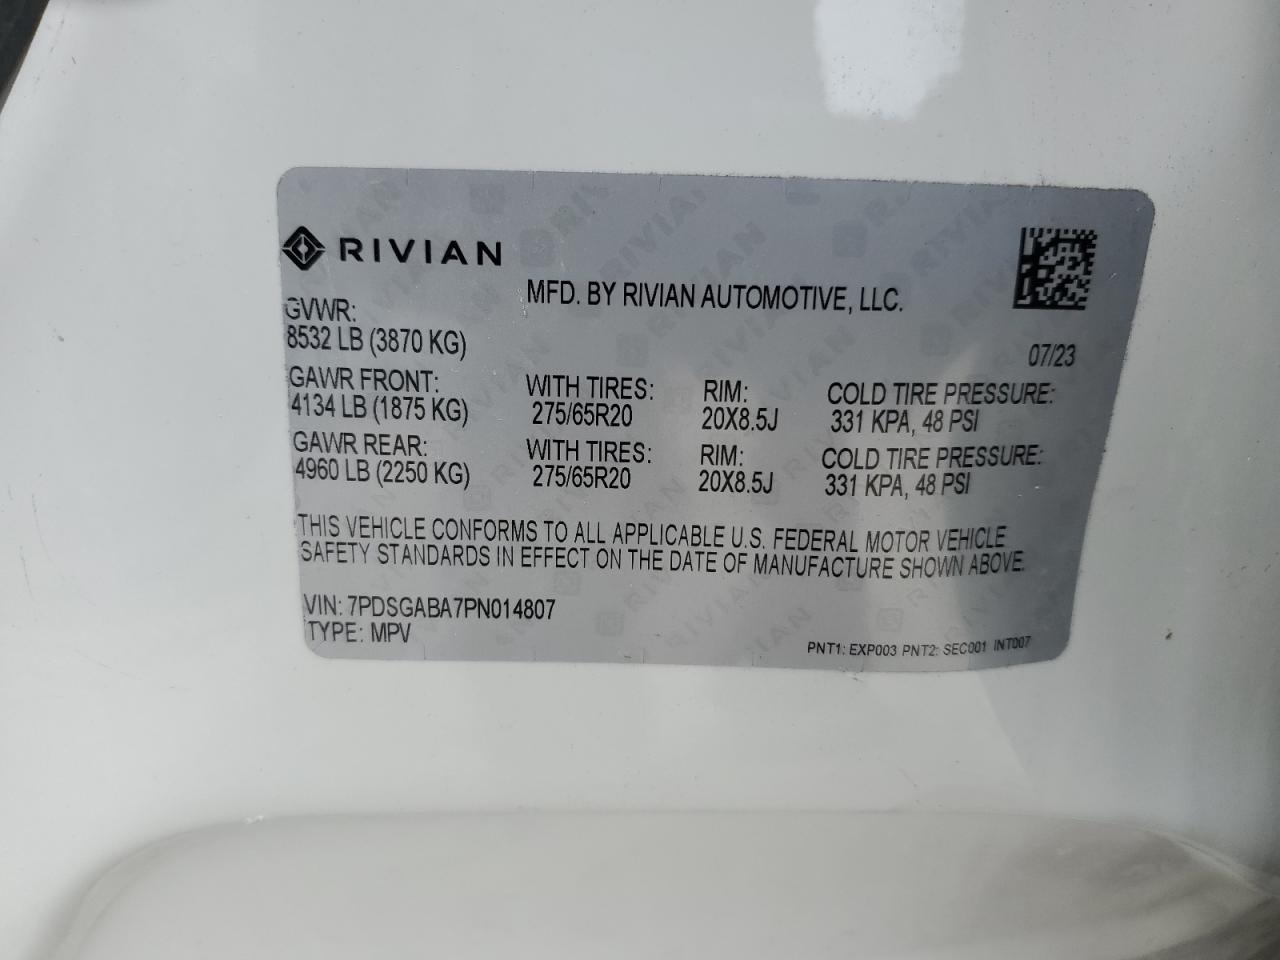 RIVIAN
MFD. BY RIVIAN AUTOMOTIVE, LLC.
GVWR:
8532 LB (3870 KG)
07/23
GAWR FRONT: WITH TIRES: RIM: COLD TIRE PRESSURE:
4134 LB (1875 KG) 275/65R20 20X8.5J 331 KPA, 48 PSI
GAWR REAR: WITH TIRES: RIM: COLD TIRE PRESSURE:
4960 LB (2250 KG) 275/65R20 20X8.5J 331 KPA, 48 PSI
THIS VEHICLE CONFORMS TO ALL APPLICABLE U.S. FEDERAL MOTOR VEHICLE
SAFETY STANDARDS IN EFFECT ON THE DATE OF MANUFACTURE SHOWN ABOVE.
VIN: 7PDSGABA7PN014807
TYPE: MPV
PNT1: EXP003 PNT2: SEC001 INT007